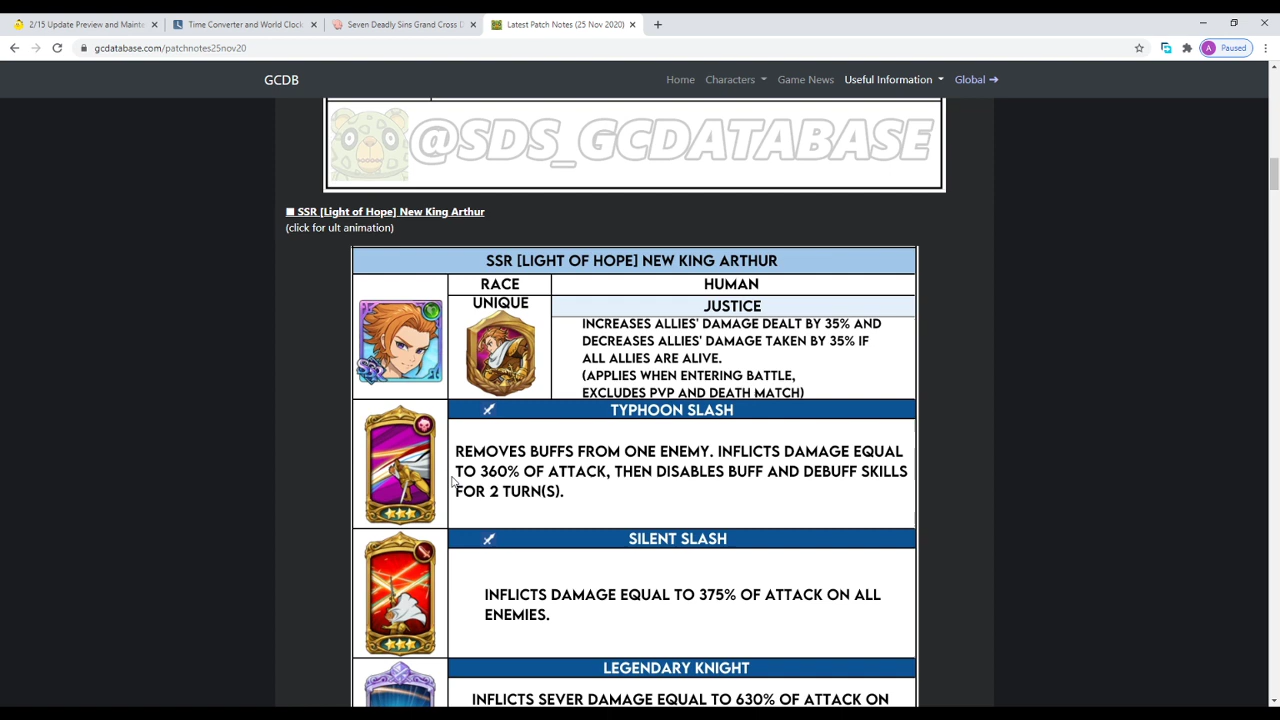 2/15 Update Preview and Mainte
Time Converter and World Clock
Seven Deadly Sins Grand Cross D
Latest Patch Notes (25 Nov 2020)
gcdatabase.com/patchnotes25nov20
A Paused
GCDB
Home
Characters
Game News
Useful Information
Global →
@SDS_GCDATABASE
■ SSR [Light of Hope] New King Arthur
(click for ult animation)
SSR [LIGHT OF HOPE] NEW KING ARTHUR
RACE
HUMAN
UNIQUE
JUSTICE
SSR
INCREASES ALLIES' DAMAGE DEALT BY 35% AND
DECREASES ALLIES' DAMAGE TAKEN BY 35% IF
ALL ALLIES ARE ALIVE.
(APPLIES WHEN ENTERING BATTLE,
EXCLUDES PVP AND DEATH MATCH)
TYPHOON SLASH
REMOVES BUFFS FROM ONE ENEMY. INFLICTS DAMAGE EQUAL
TO 360% OF ATTACK, THEN DISABLES BUFF AND DEBUFF SKILLS
FOR 2 TURN(S).
SILENT SLASH
INFLICTS DAMAGE EQUAL TO 375% OF ATTACK ON ALL
ENEMIES.
LEGENDARY KNIGHT
INFLICTS SEVER DAMAGE EQUAL TO 630% OF ATTACK ON